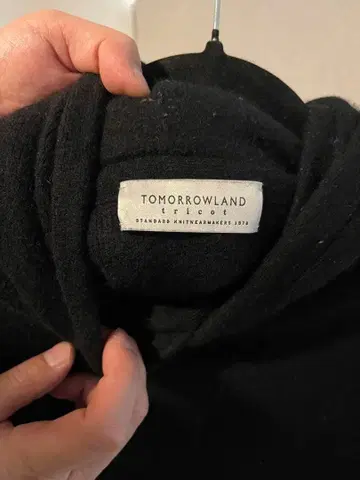 TOMORROWLAND
tricot
STANDARD KNITWEARMAKERS 1978